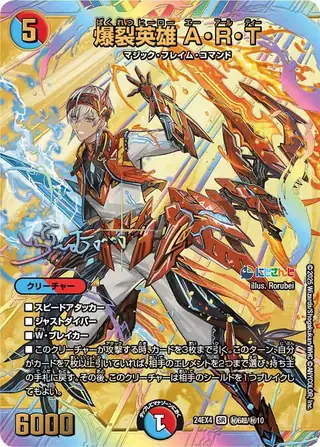 5
ばくれつ ヒーロー エー アール ティー
爆裂英雄 A・R・T
マジック・フレイム・コマンド
にじさんじ
illus. Rorubei
クリーチャー
■スピードアタッカー
■ジャストダイバー
■W・ブレイカー
■このクリーチャーが攻撃する時、カードを3枚まで引く。このターン、自分がカードを7枚以上引いていれば、相手のエレメントを2つまで選び、持ち主の手札に戻す。その後、このクリーチャーは相手のシールドを1つブレイクしてもよい。
6000
1
24EX4 SR ㊙6超/㊙10